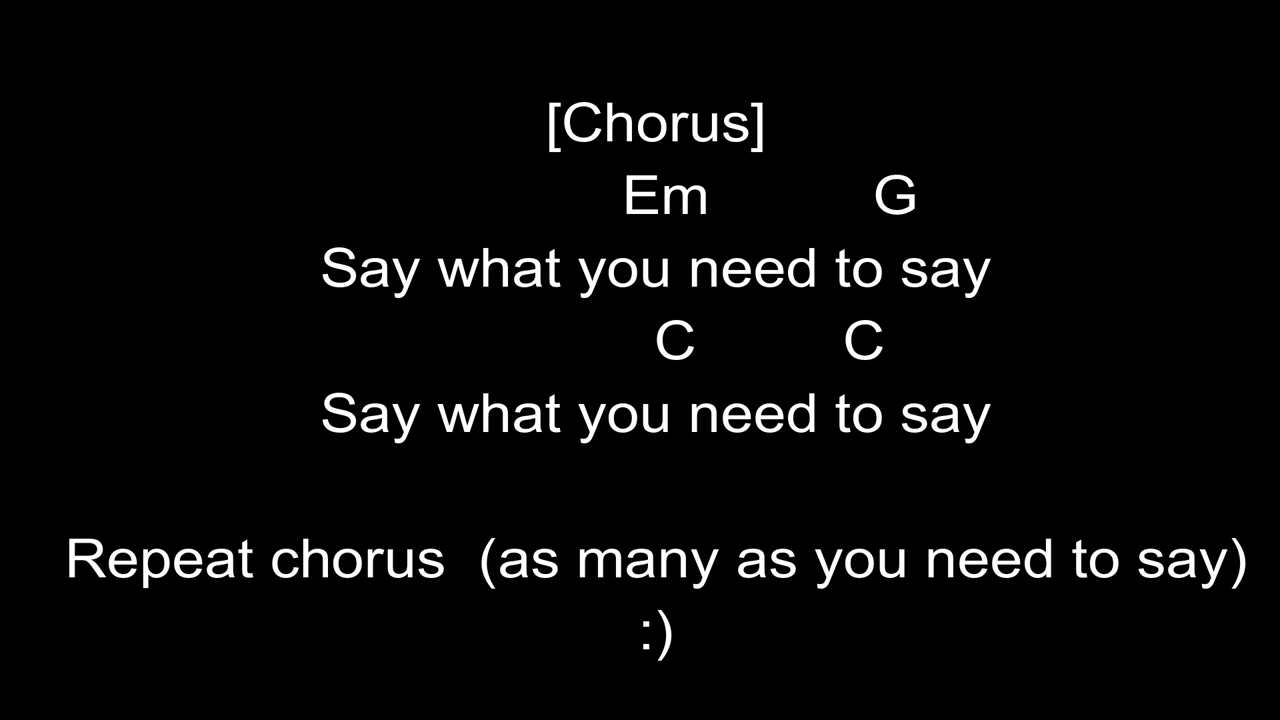 [Chorus]
Em G
Say what you need to say
C C
Say what you need to say
Repeat chorus (as many as you need to say)
:)